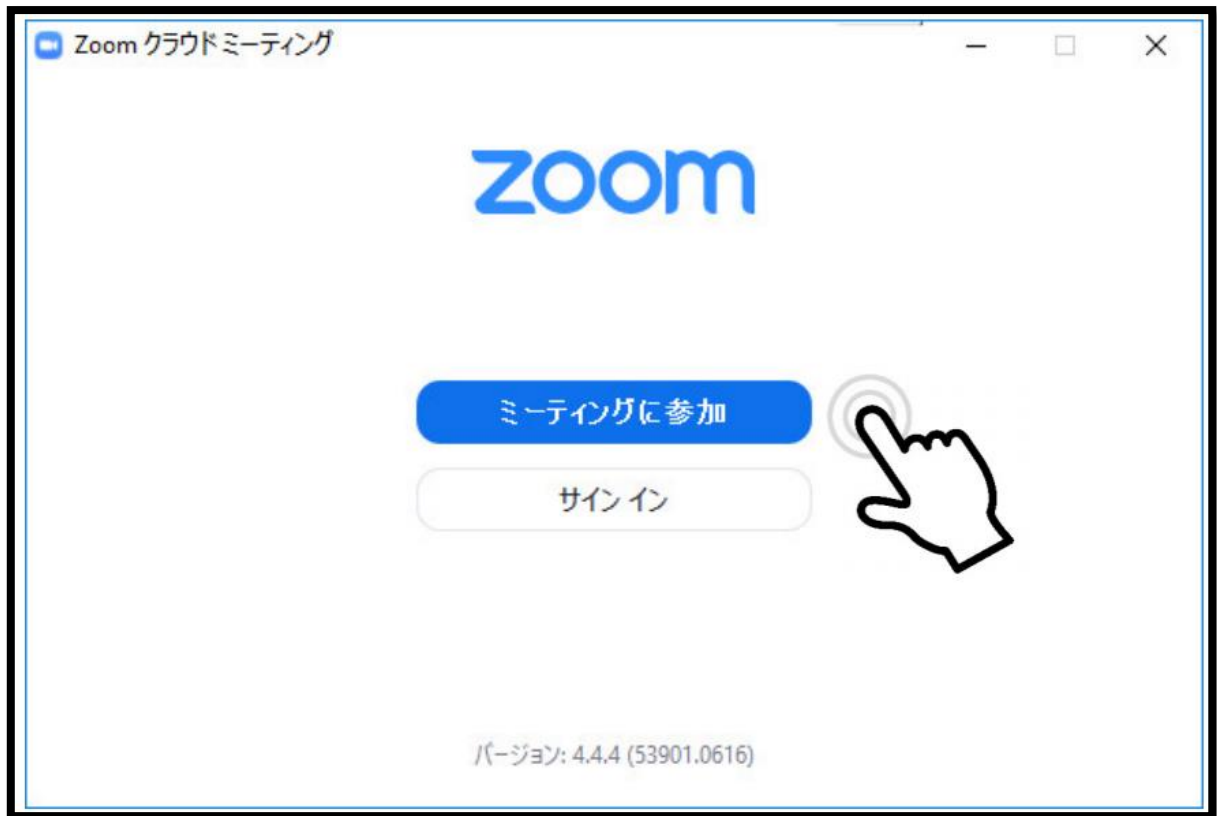 Zoom クラウド ミーティング
zoom
ミーティングに参加
サイン イン
バージョン: 4.4.4 (53901.0616)